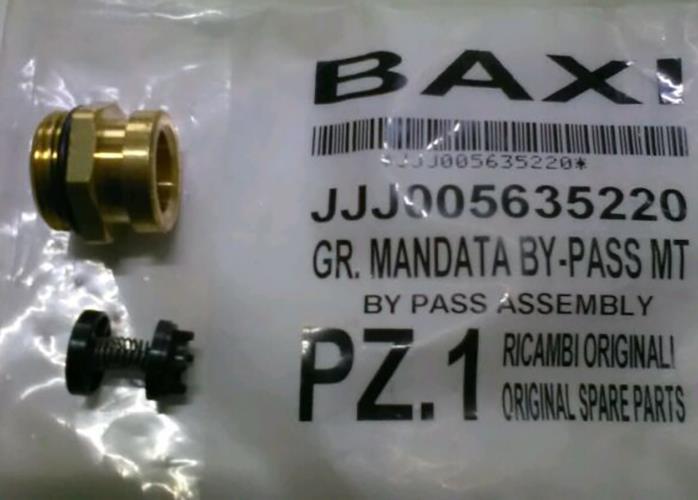 BAXI
*JJJ005635220*
JJJ005635220
GR. MANDATA BY-PASS MT
BY PASS ASSEMBLY
PZ.1
RICAMBI ORIGINALI
ORIGINAL SPARE PARTS